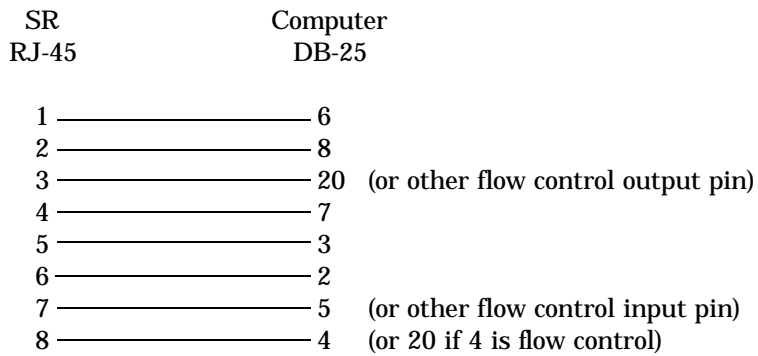 SR Computer
RJ-45 DB-25
1 6
2 8
3 20 (or other flow control output pin)
4 7
5 3
6 2
7 5 (or other flow control input pin)
8 4 (or 20 if 4 is flow control)